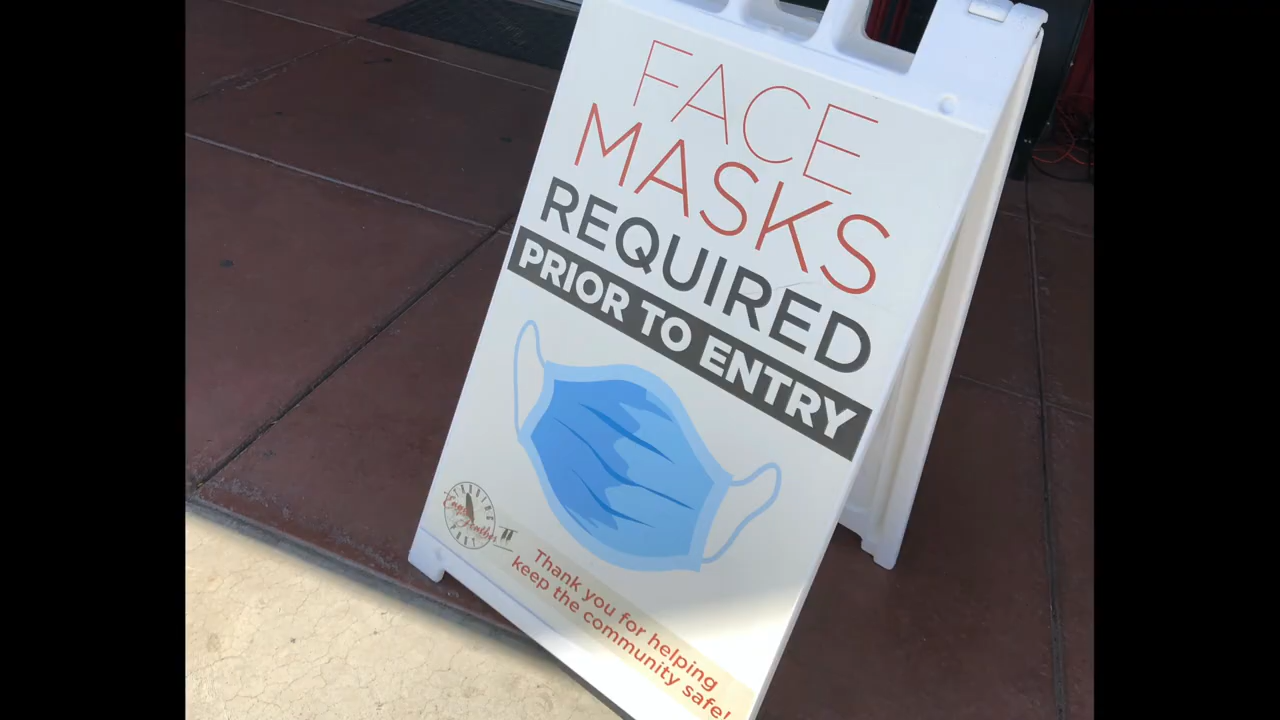 FACE
MASKS
REQUIRED
PRIOR TO ENTRY
Thank you for helping
keep the community safe!